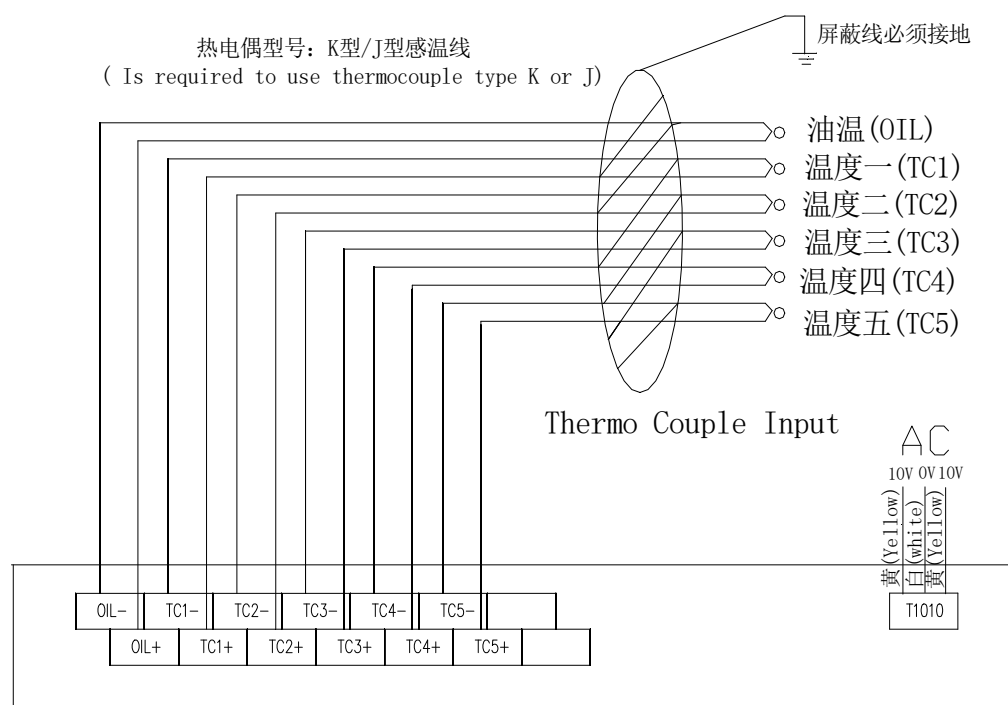 热电偶型号：K型/J型感温线
( Is required to use thermocouple type K or J)
屏蔽线必须接地
油温(OIL)
温度一(TC1)
温度二(TC2)
温度三(TC3)
温度四(TC4)
温度五(TC5)
Thermo Couple Input
AC
10V 0V 10V
黄(Yellow)
白(white)
黄(Yellow)
OIL- TC1- TC2- TC3- TC4- TC5-
T1010
OIL+ TC1+ TC2+ TC3+ TC4+ TC5+